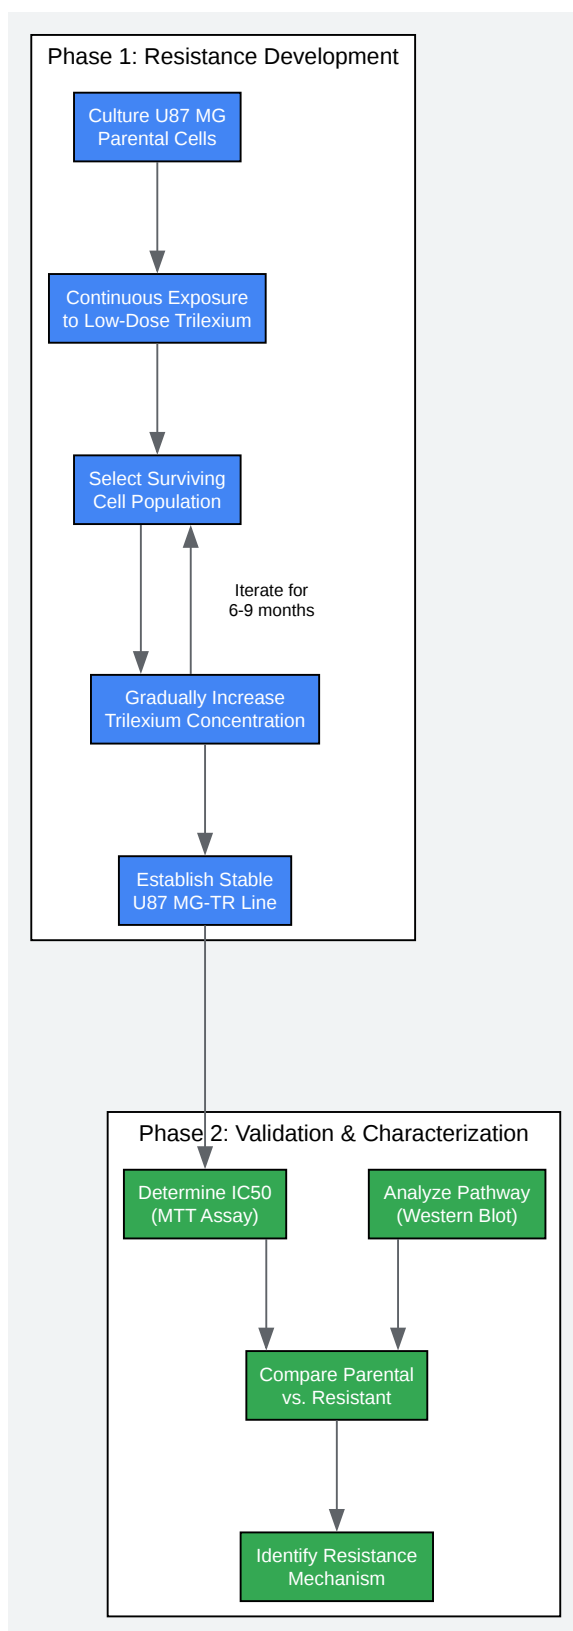 Phase 1: Resistance Development
Culture U87 MG
Parental Cells
Continuous Exposure
to Low-Dose Trilexium
Select Surviving
Cell Population
Iterate for
6-9 months
Gradually Increase
Trilexium Concentration
Establish Stable
U87 MG-TR Line
Phase 2: Validation & Characterization
Determine IC50
(MTT Assay)
Analyze Pathway
(Western Blot)
Compare Parental
vs. Resistant
Identify Resistance
Mechanism